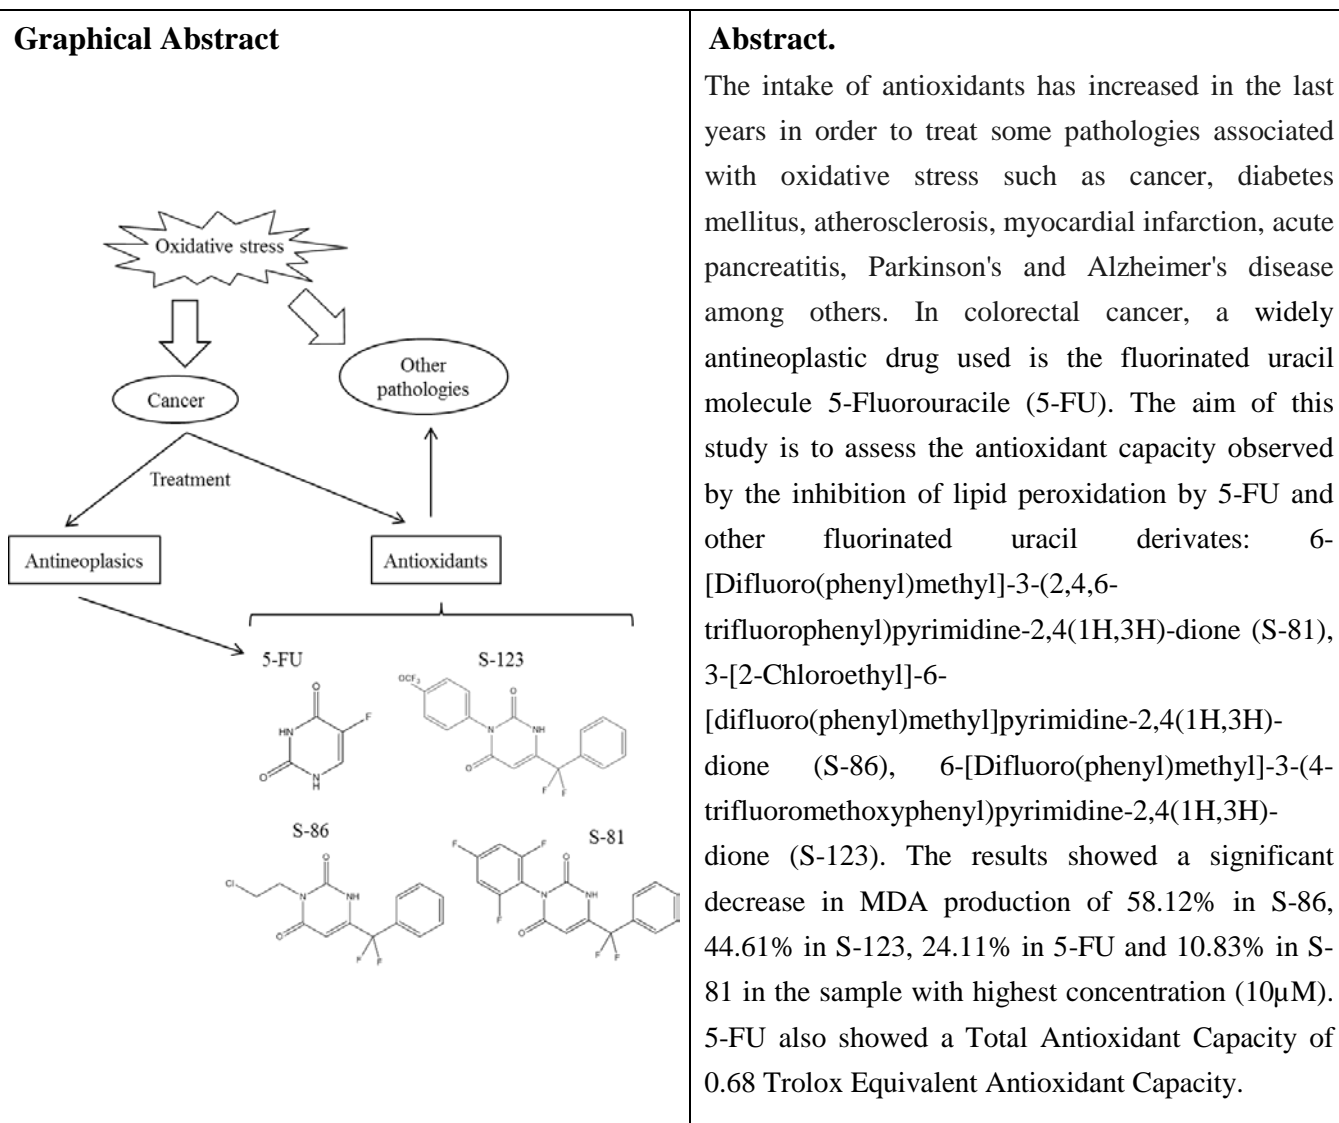 Graphical Abstract
Oxidative stress
Cancer
Other
pathologies
Treatment
Antineoplasics
Antioxidants
5-FU
S-123
O
F
HN
O
N
H
OCF3
O
N
NH
O
F
F
S-86
S-81
O
Cl
N
NH
O
F
F
F
F
O
N
NH
F
O
F
F
Abstract.
The intake of antioxidants has increased in the last
years in order to treat some pathologies associated
with oxidative stress such as cancer, diabetes
mellitus, atherosclerosis, myocardial infarction, acute
pancreatitis, Parkinson's and Alzheimer's disease
among others. In colorectal cancer, a widely
antineoplastic drug used is the fluorinated uracil
molecule 5-Fluorouracile (5-FU). The aim of this
study is to assess the antioxidant capacity observed
by the inhibition of lipid peroxidation by 5-FU and
other fluorinated uracil derivates: 6-
[Difluoro(phenyl)methyl]-3-(2,4,6-
trifluorophenyl)pyrimidine-2,4(1H,3H)-dione (S-81),
3-[2-Chloroethyl]-6-
[difluoro(phenyl)methyl]pyrimidine-2,4(1H,3H)-
dione (S-86), 6-[Difluoro(phenyl)methyl]-3-(4-
trifluoromethoxyphenyl)pyrimidine-2,4(1H,3H)-
dione (S-123). The results showed a significant
decrease in MDA production of 58.12% in S-86,
44.61% in S-123, 24.11% in 5-FU and 10.83% in S-
81 in the sample with highest concentration (10µM).
5-FU also showed a Total Antioxidant Capacity of
0.68 Trolox Equivalent Antioxidant Capacity.